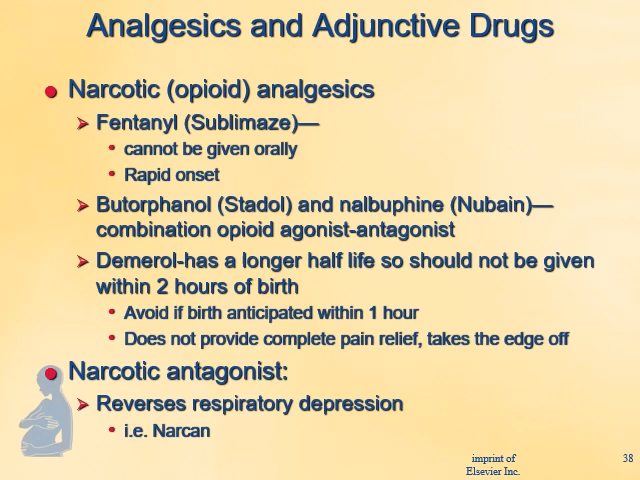 Analgesics and Adjunctive Drugs
Narcotic (opioid) analgesics
Fentanyl (Sublimaze)—
cannot be given orally
Rapid onset
Butorphanol (Stadol) and nalbuphine (Nubain)—
combination opioid agonist-antagonist
Demerol-has a longer half life so should not be given
within 2 hours of birth
Avoid if birth anticipated within 1 hour
Does not provide complete pain relief, takes the edge off
Narcotic antagonist:
Reverses respiratory depression
i.e. Narcan
imprint of
Elsevier Inc.
38